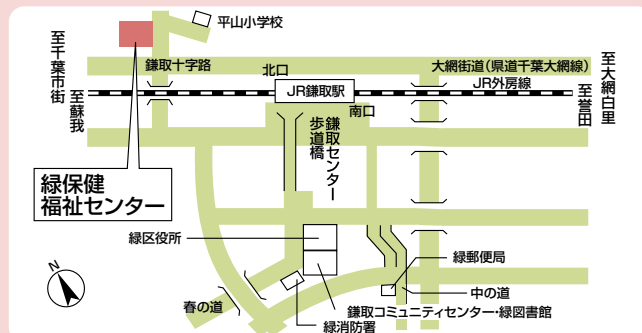 平山小学校
至千葉市街
至蘇我
鎌取十字路
北口
JR鎌取駅
南口
大網街道（県道千葉大網線）
JR外房線
至大網白里
至誉田
鎌取センター
歩道橋
緑保健
福祉センター
緑区役所
緑郵便局
中の道
鎌取コミュニティセンター・緑図書館
春の道
緑消防署
N